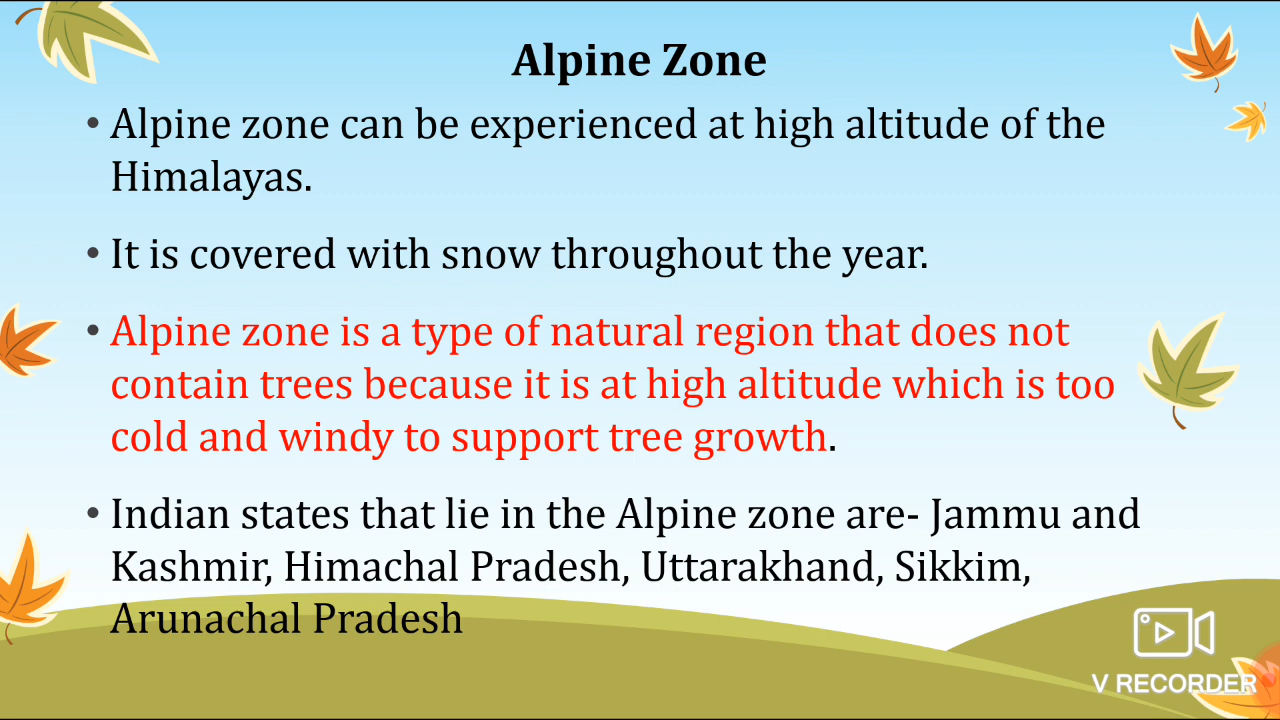 Alpine Zone
• Alpine zone can be experienced at high altitude of the
Himalayas.
• It is covered with snow throughout the year.
• Alpine zone is a type of natural region that does not
contain trees because it is at high altitude which is too
cold and windy to support tree growth.
• Indian states that lie in the Alpine zone are- Jammu and
Kashmir, Himachal Pradesh, Uttarakhand, Sikkim,
Arunachal Pradesh
V RECORDER